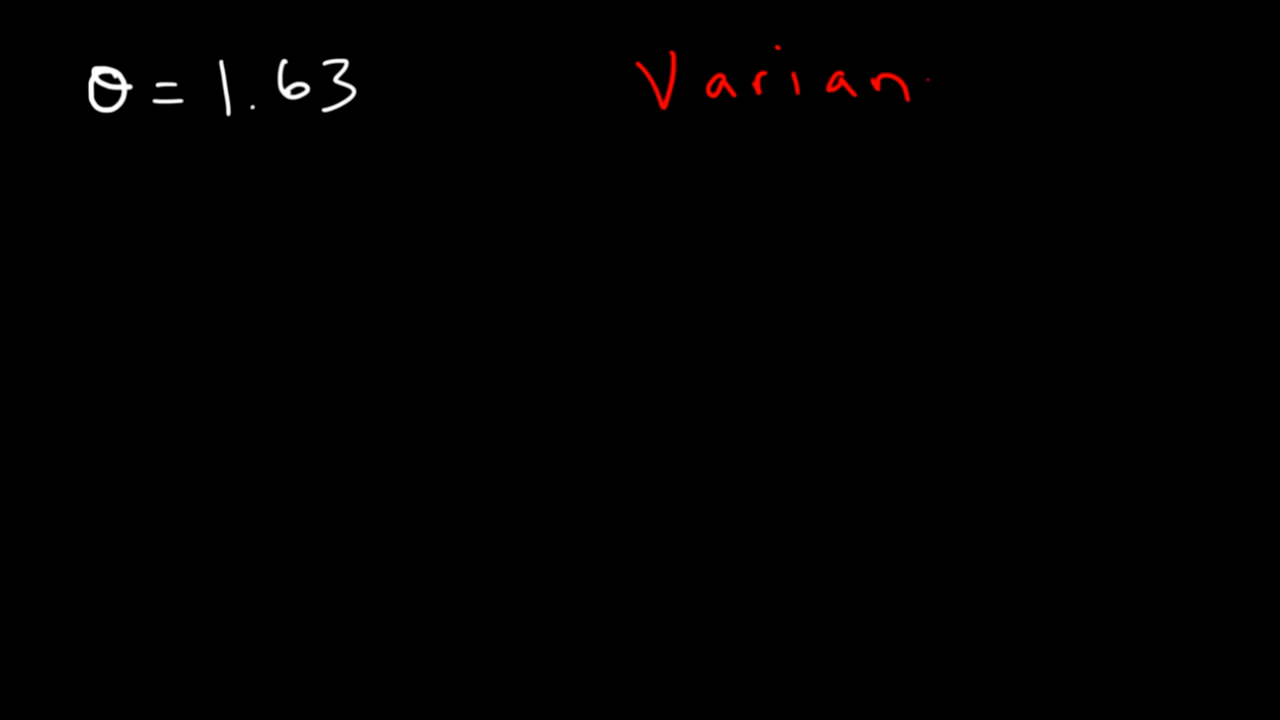 θ = 1.63 Varian